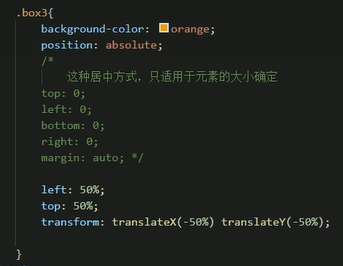 .box3{
background-color: orange;
position: absolute;
/*
这种居中方式，只适用于元素的大小确定
top: 0;
left: 0;
bottom: 0;
right: 0;
margin: auto; */
left: 50%;
top: 50%;
transform: translateX(-50%) translateY(-50%);
}